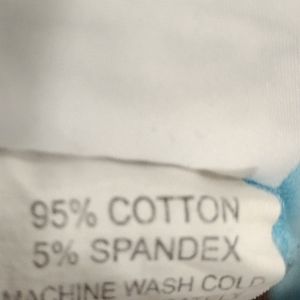 95% COTTON
5% SPANDEX
MACHINE WASH COLD